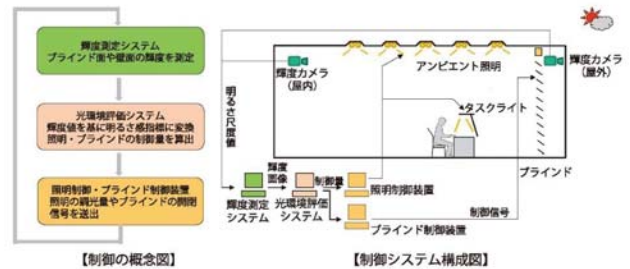 輝度測定システム
ブラインド面や壁面の輝度を測定
光環境評価システム
輝度値を基に明るさ感指標に変換
照明・ブラインドの制御量を算出
照明制御・ブラインド制御装置
照明の調光量やブラインドの開閉
信号を送出
【制御の概念図】
輝度カメラ
(屋内)
アンビエント照明
輝度カメラ
(屋外)
タスクライト
明るさ尺度値
ブラインド
輝度
画像
制御量
照明制御装置
輝度測定
システム
光環境評価
システム
制御信号
ブラインド制御装置
【制御システム構成図】